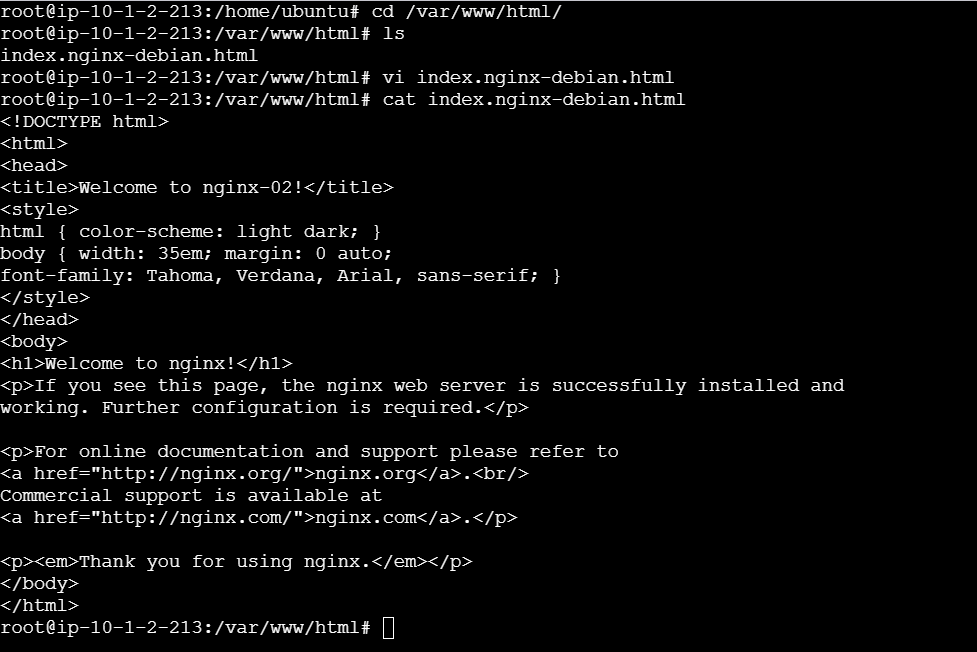 root@ip-10-1-2-213:/home/ubuntu# cd /var/www/html/
root@ip-10-1-2-213:/var/www/html# ls
index.nginx-debian.html
root@ip-10-1-2-213:/var/www/html# vi index.nginx-debian.html
root@ip-10-1-2-213:/var/www/html# cat index.nginx-debian.html
<!DOCTYPE html>
<html>
<head>
<title>Welcome to nginx-02!</title>
<style>
html { color-scheme: light dark; }
body { width: 35em; margin: 0 auto;
font-family: Tahoma, Verdana, Arial, sans-serif; }
</style>
</head>
<body>
<h1>Welcome to nginx!</h1>
<p>If you see this page, the nginx web server is successfully installed and
working. Further configuration is required.</p>

<p>For online documentation and support please refer to
<a href="http://nginx.org/">nginx.org</a>.<br/>
Commercial support is available at
<a href="http://nginx.com/">nginx.com</a>.</p>

<p><em>Thank you for using nginx.</em></p>
</body>
</html>
root@ip-10-1-2-213:/var/www/html#